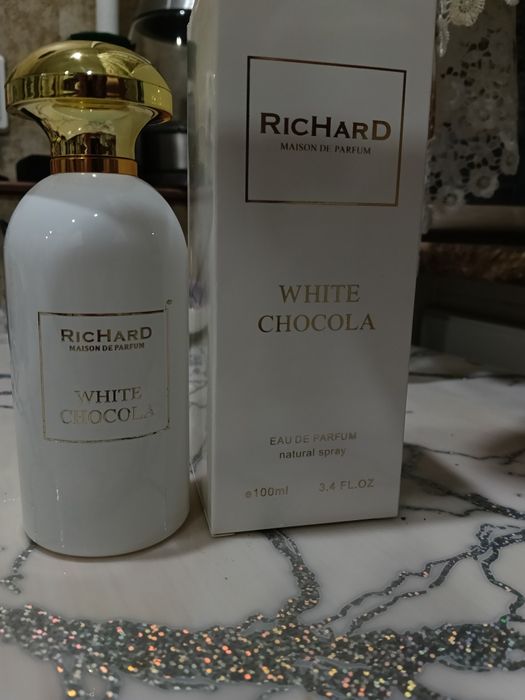 RICHARD
MAISON DE PARFUM
WHITE
CHOCOLA
RICHARD
MAISON DE PARFUM
WHITE
CHOCOLA
EAU DE PARFUM
natural spray
e100ml 3.4 FL.OZ